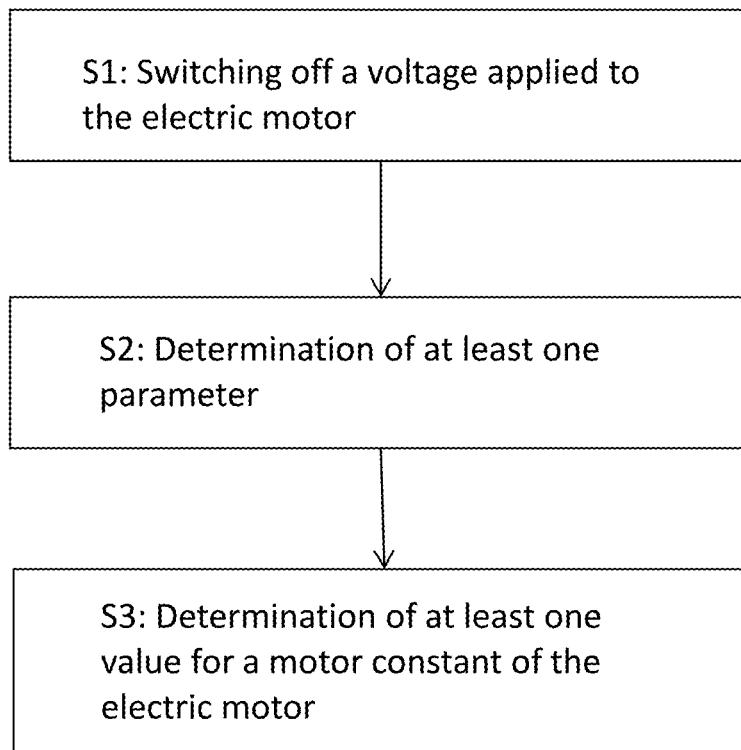 S1: Switching off a voltage applied to
the electric motor
S2: Determination of at least one
parameter
S3: Determination of at least one
value for a motor constant of the
electric motor